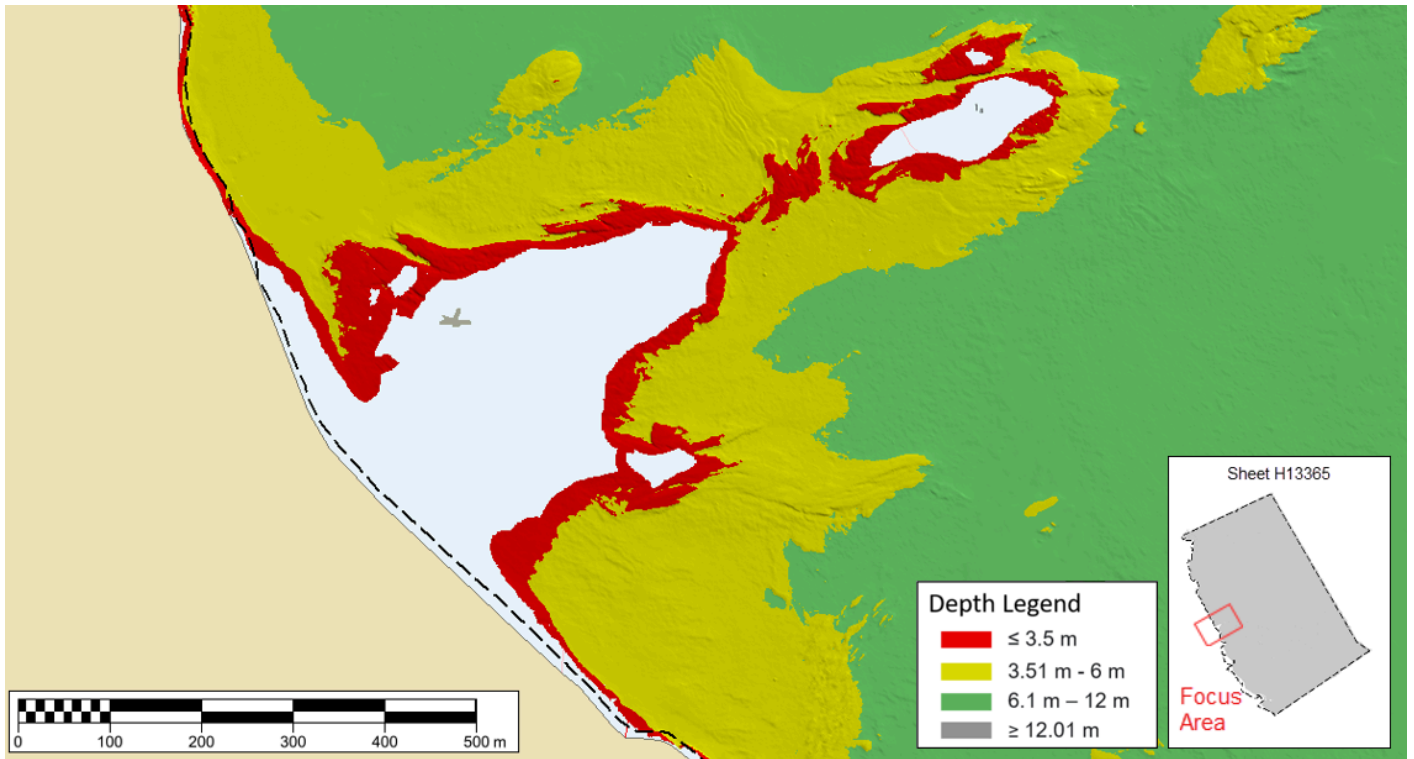 Sheet H13365
Focus
Area
Depth Legend
≤ 3.5 m
3.51 m - 6 m
6.1 m – 12 m
≥ 12.01 m
0 100 200 300 400 500 m